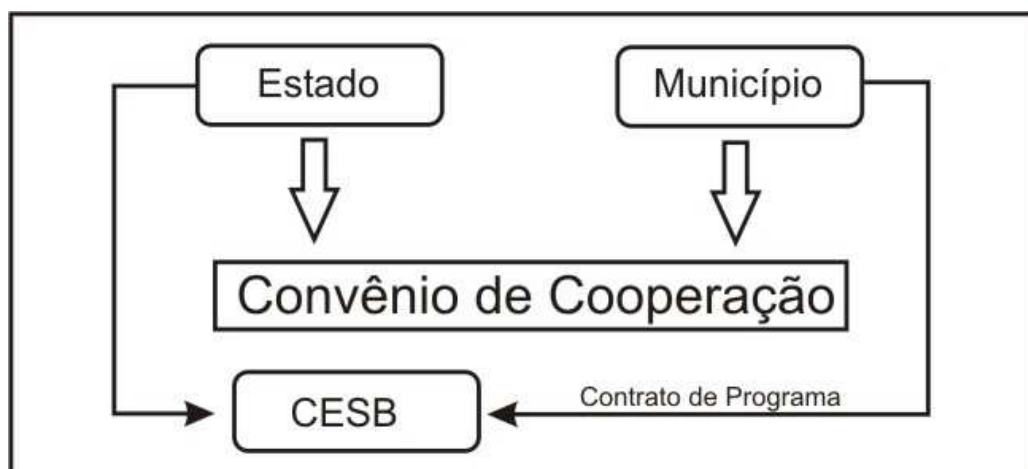 Estado
Município
Convênio de Cooperação
Contrato de Programa
CESB